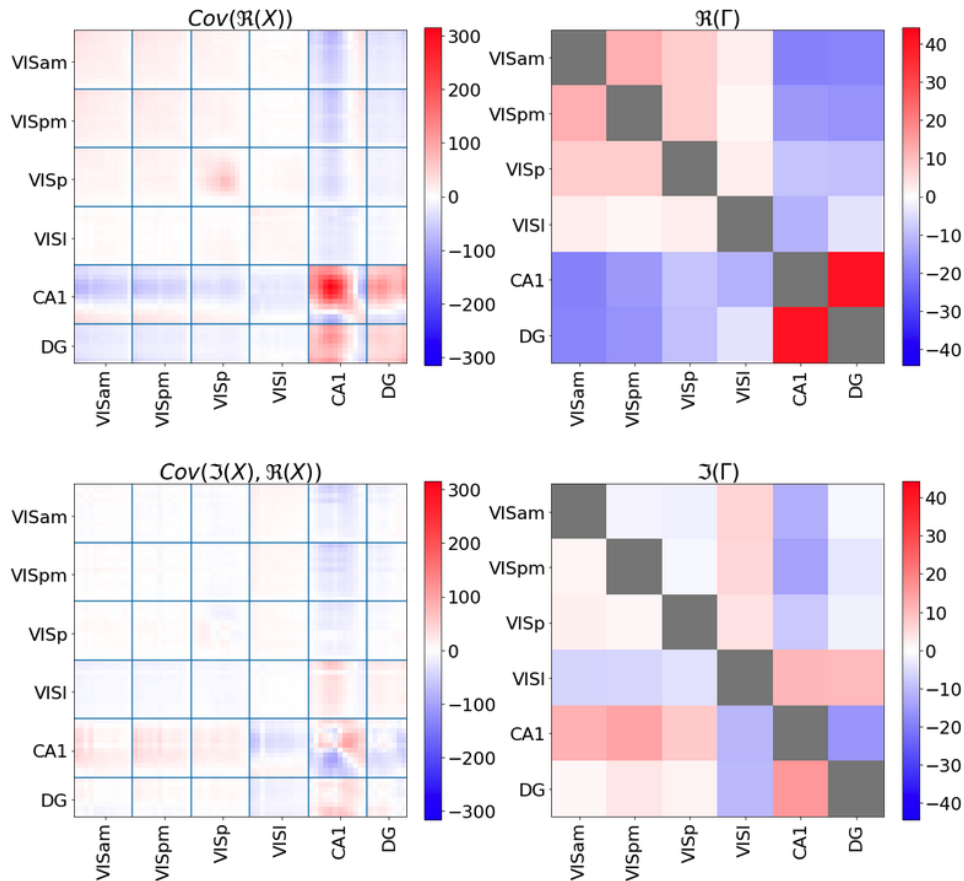 Cov(ℜ(X))
VISam
VISpm
VISp
VISl
CA1
DG
300
200
100
0
−100
−200
−300
VISam
VISpm
VISp
VISl
CA1
DG
ℜ(Γ)
VISam
VISpm
VISp
VISl
CA1
DG
40
30
20
10
0
−10
−20
−30
−40
VISam
VISpm
VISp
VISl
CA1
DG
Cov(ℑ(X), ℜ(X))
VISam
VISpm
VISp
VISl
CA1
DG
300
200
100
0
−100
−200
−300
VISam
VISpm
VISp
VISl
CA1
DG
ℑ(Γ)
VISam
VISpm
VISp
VISl
CA1
DG
40
30
20
10
0
−10
−20
−30
−40
VISam
VISpm
VISp
VISl
CA1
DG